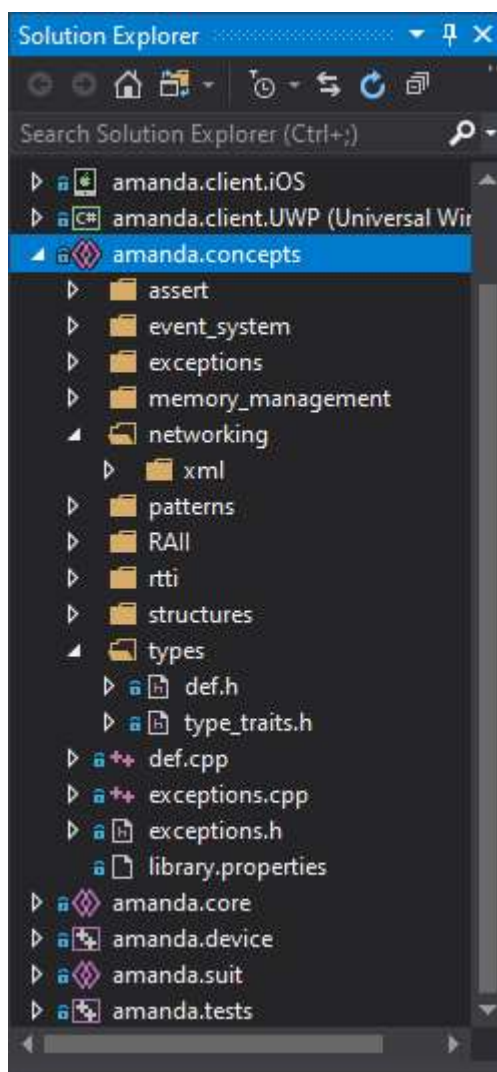 Solution Explorer
Search Solution Explorer (Ctrl+;)
amanda.client.iOS
C# amanda.client.UWP (Universal Wir
amanda.concepts
assert
event_system
exceptions
memory_management
networking
xml
patterns
RAII
rtti
structures
types
h def.h
h type_traits.h
++ def.cpp
++ exceptions.cpp
h exceptions.h
library.properties
amanda.core
amanda.device
amanda.suit
amanda.tests